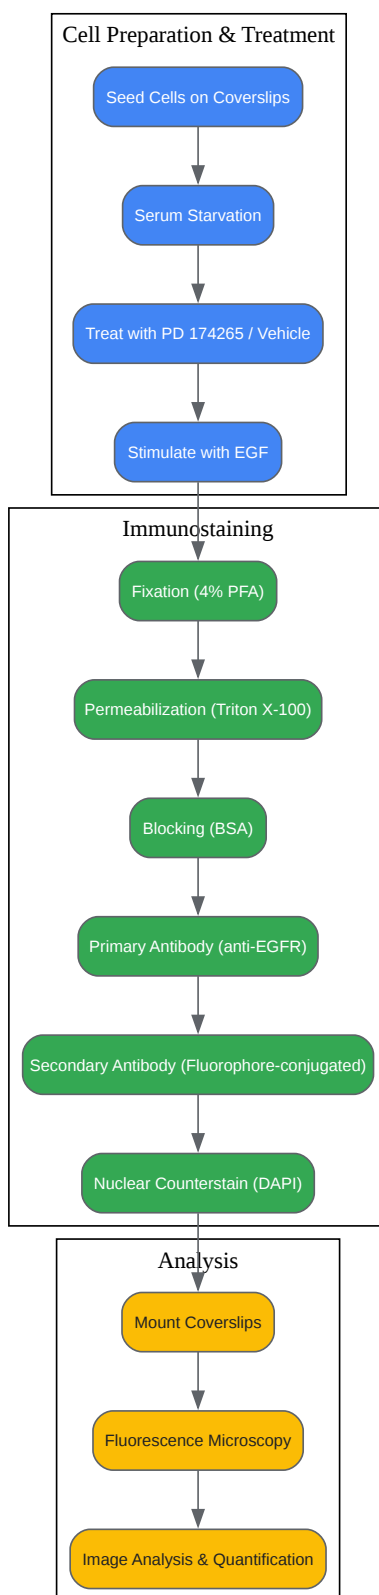 Cell Preparation & Treatment
Seed Cells on Coverslips
Serum Starvation
Treat with PD 174265 / Vehicle
Stimulate with EGF
Immunostaining
Fixation (4% PFA)
Permeabilization (Triton X-100)
Blocking (BSA)
Primary Antibody (anti-EGFR)
Secondary Antibody (Fluorophore-conjugated)
Nuclear Counterstain (DAPI)
Analysis
Mount Coverslips
Fluorescence Microscopy
Image Analysis & Quantification